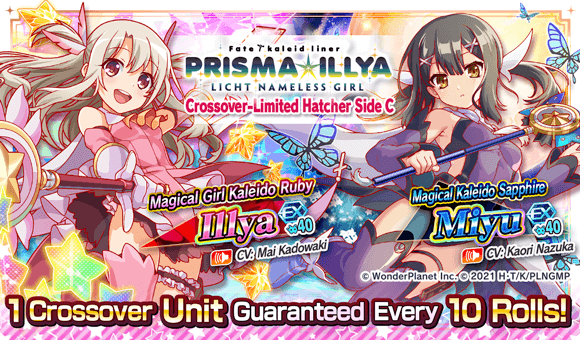 Fate/kaleid liner
PRISMA☆ILLYA
LICHT NAMELESS GIRL
Crossover-Limited Hatcher Side C
Magical Girl Kaleido Ruby
Illya EX 40
CV: Mai Kadowaki
Magical Kaleido Sapphire
Miyu EX 40
CV: Kaori Nazuka
© WonderPlanet Inc. © 2021 H-T/K/PLNGMP
1 Crossover Unit Guaranteed Every 10 Rolls!